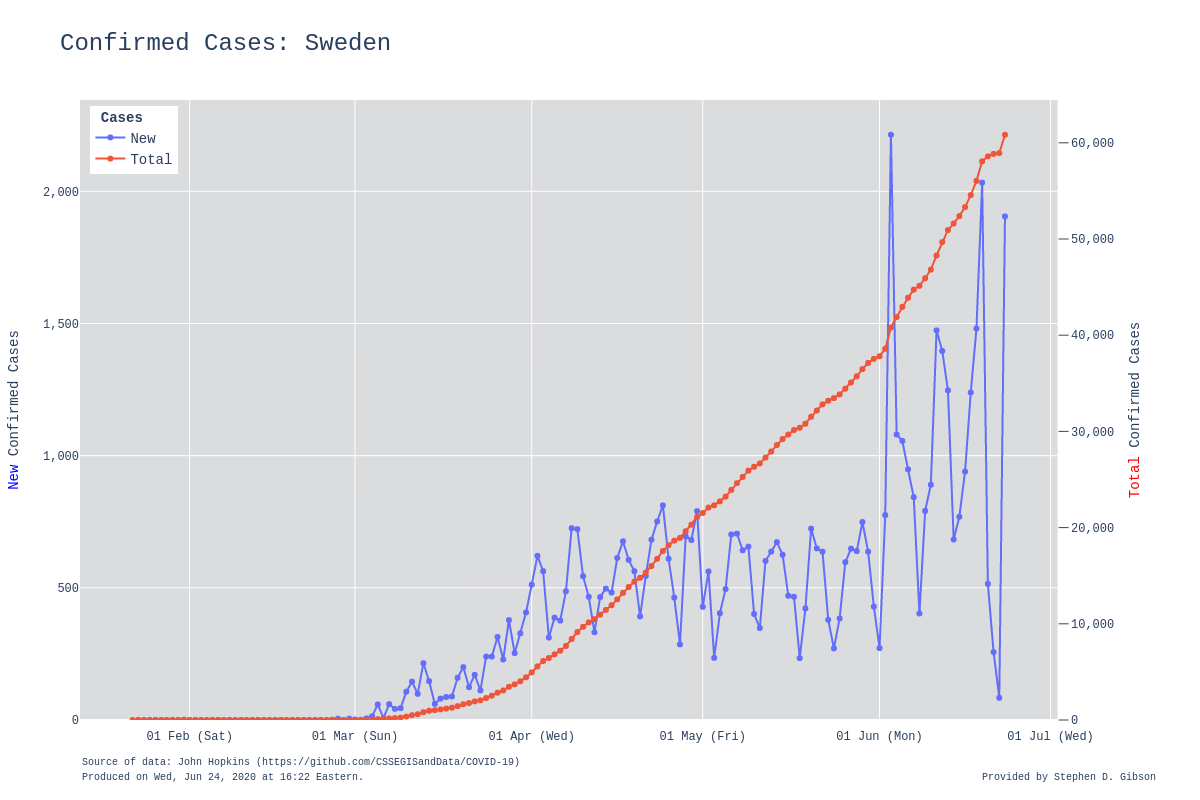 Confirmed Cases: Sweden
Cases
New
Total
2,000
1,500
1,000
500
0
60,000
50,000
40,000
30,000
20,000
10,000
0
New Confirmed Cases
Total Confirmed Cases
01 Feb (Sat)
01 Mar (Sun)
01 Apr (Wed)
01 May (Fri)
01 Jun (Mon)
01 Jul (Wed)
Source of data: John Hopkins (https://github.com/CSSEGISandData/COVID-19)
Produced on Wed, Jun 24, 2020 at 16:22 Eastern.
Provided by Stephen D. Gibson